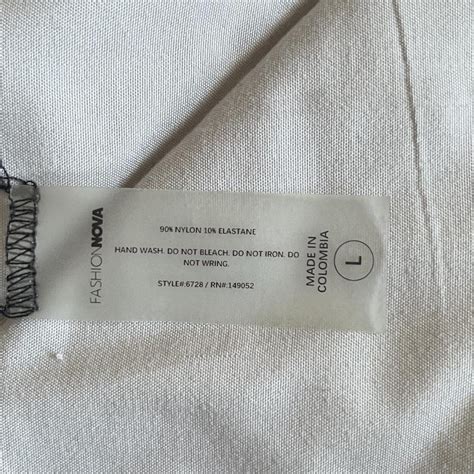 FASHIONNOVA
90% NYLON 10% ELASTANE
HAND WASH. DO NOT BLEACH. DO NOT IRON. DO
NOT WRING.
STYLE#:6728 / RN#:149052
MADE IN
COLOMBIA
L